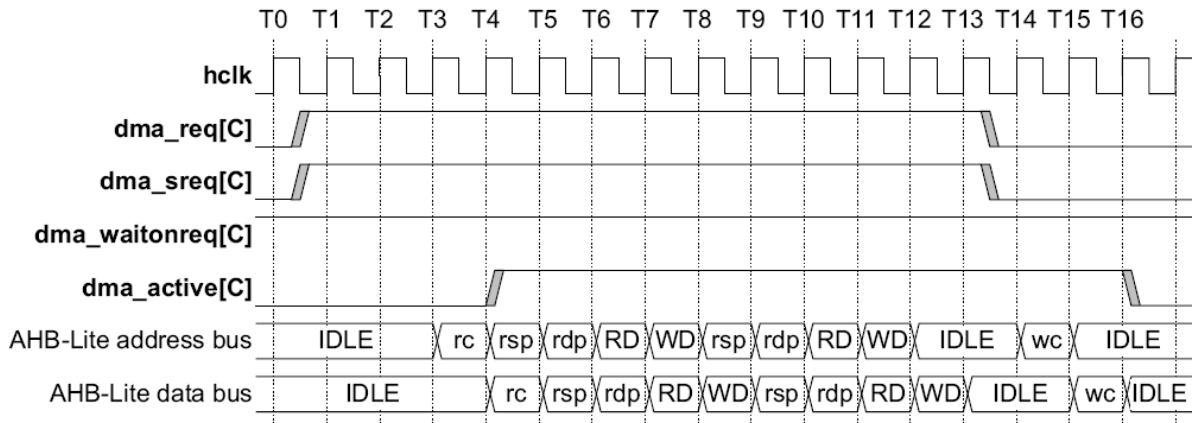 T0 T1 T2 T3 T4 T5 T6 T7 T8 T9 T10 T11 T12 T13 T14 T15 T16
hclk
dma_req[C]
dma_sreq[C]
dma_waitonreq[C]
dma_active[C]
AHB-Lite address bus IDLE rc rsp rdp RD WD rsp rdp RD WD IDLE wc IDLE
AHB-Lite data bus IDLE rc rsp rdp RD WD rsp rdp RD WD IDLE wc IDLE